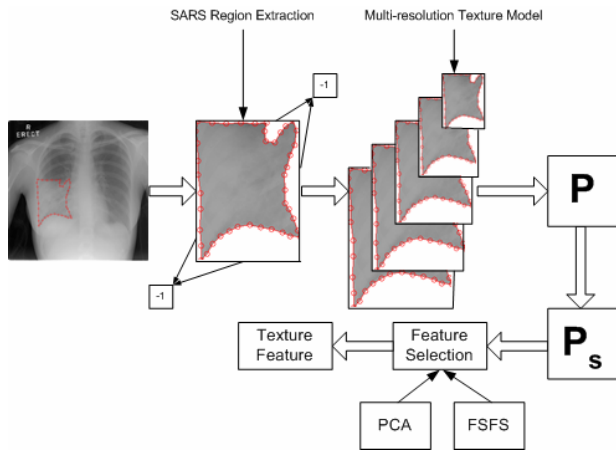 SARS Region Extraction
Multi-resolution Texture Model
-1
R
ERECT
P
-1
Texture
Feature
Feature
Selection
Ps
PCA
FSFS